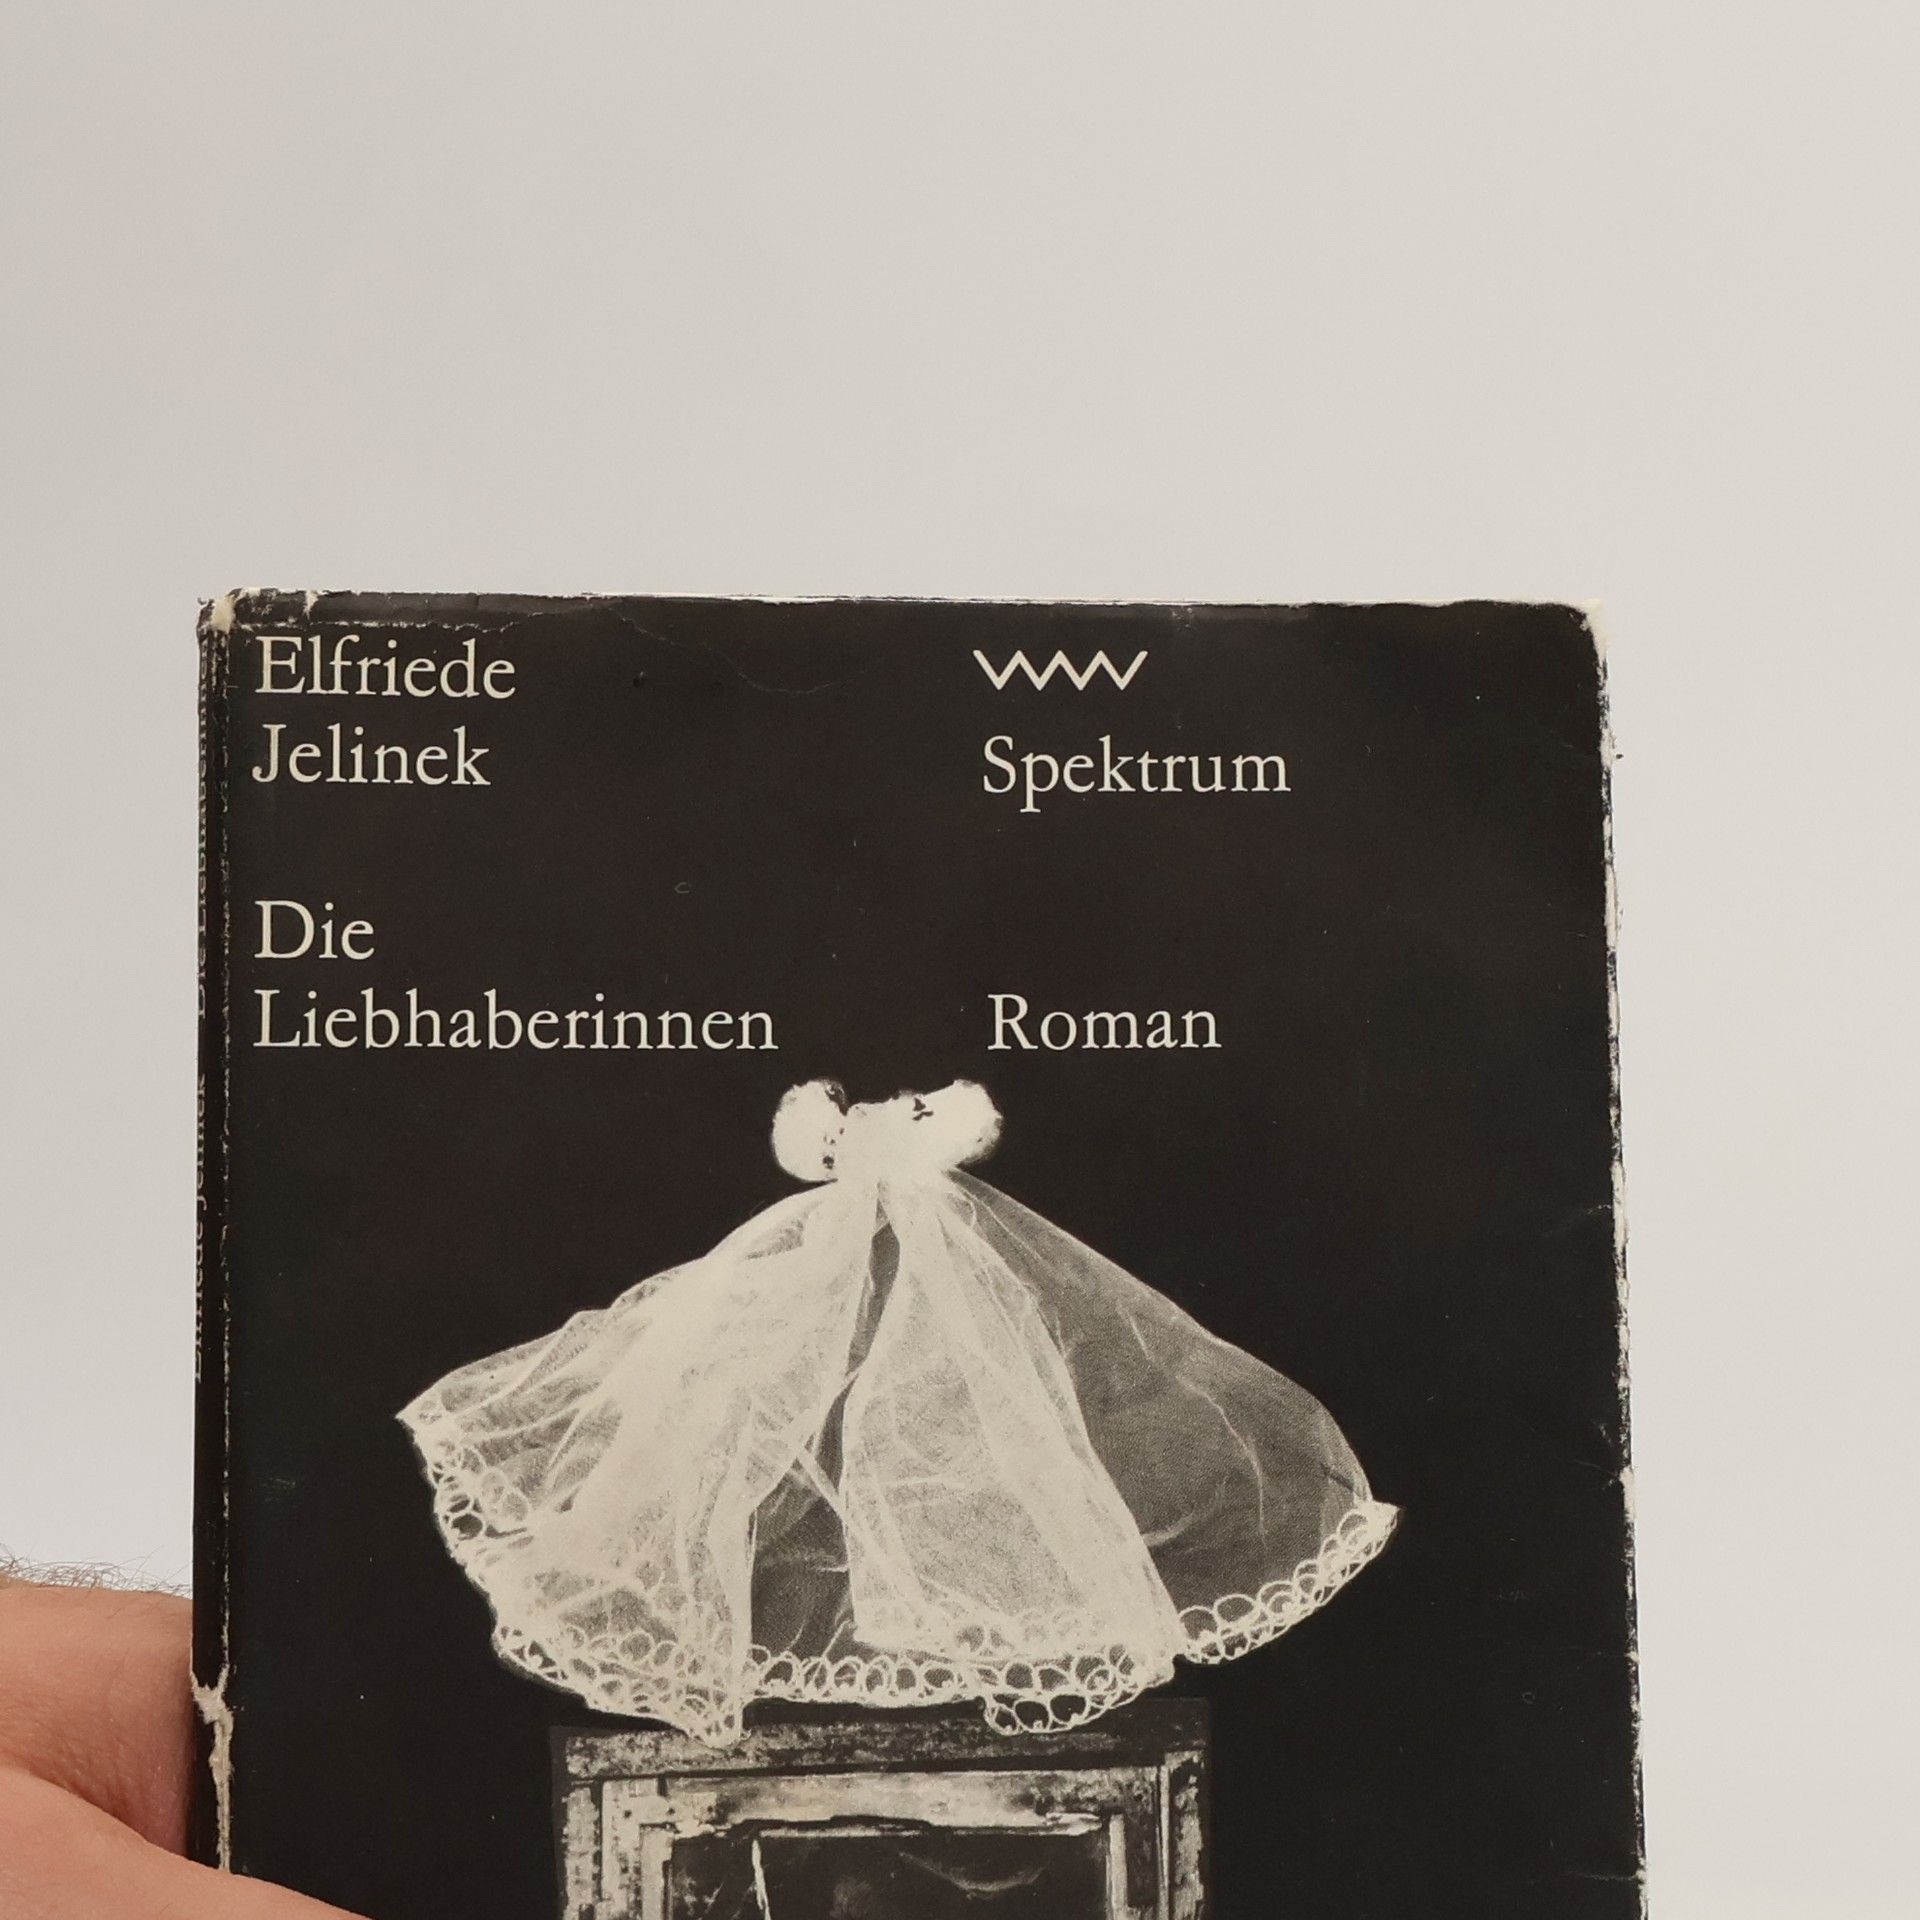 Elfriede
Jelinek
Spektrum
Die
Liebhaberinnen
Roman